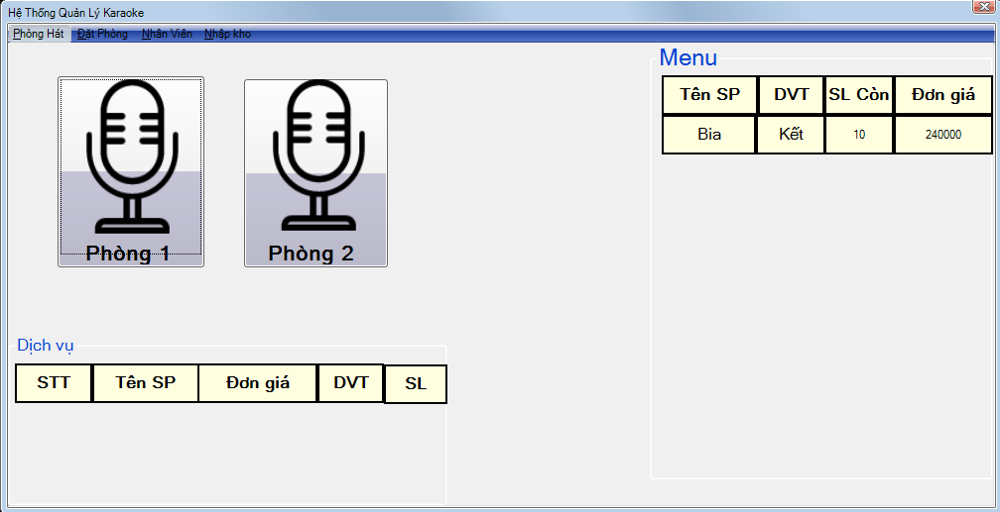 Hệ Thống Quản Lý Karaoke
Phòng Hát Đặt Phòng Nhân Viên Nhập kho
Phòng 1
Phòng 2
Menu
Tên SP DVT SL Còn Đơn giá
Bia Kết 10 240000
Dịch vụ
STT Tên SP Đơn giá DVT SL